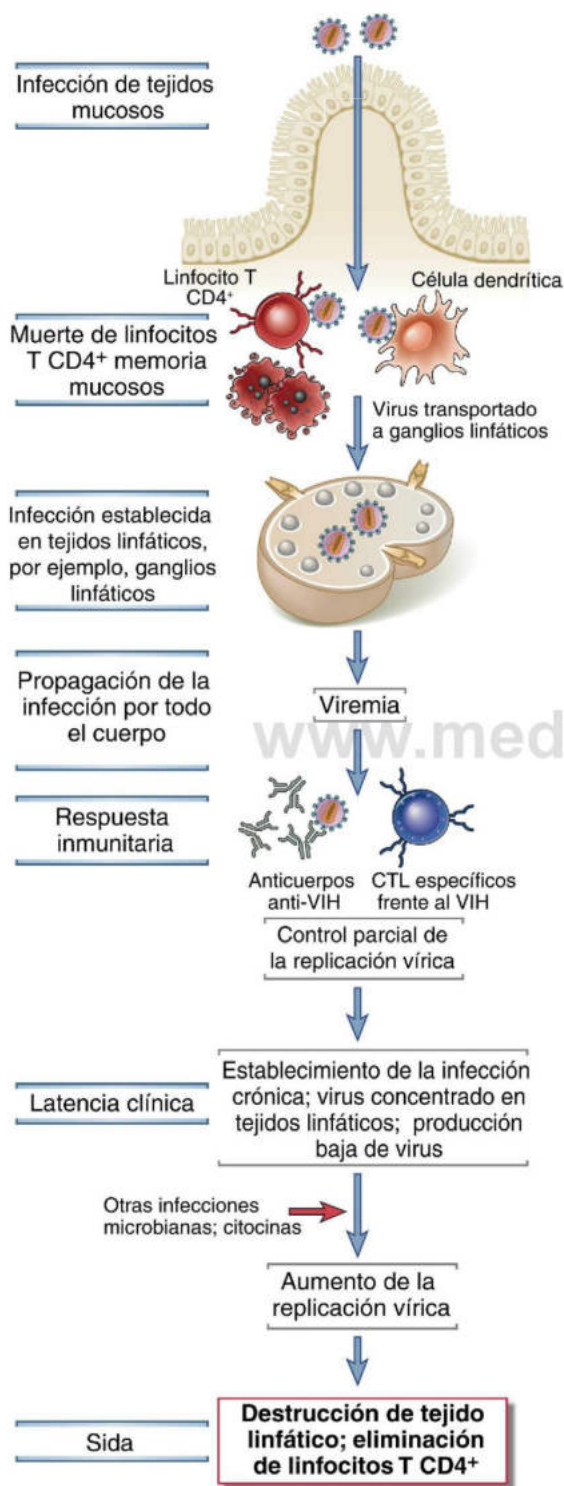 Infección de tejidos
mucosos
Linfocito T
CD4+
Célula dendrítica
Muerte de linfocitos
T CD4+ memoria
mucosos
Virus transportado
a ganglios linfáticos
Infección establecida
en tejidos linfáticos,
por ejemplo, ganglios
linfáticos
Propagación de la
infección por todo
el cuerpo
Viremia
www.med
Respuesta
inmunitaria
Anticuerpos
anti-VIH
CTL específicos
frente al VIH
Control parcial de
la replicación vírica
Latencia clínica
Establecimiento de la infección
crónica; virus concentrado en
tejidos linfáticos; producción
baja de virus
Otras infecciones
microbianas; citocinas
Aumento de la
replicación vírica
Sida
Destrucción de tejido
linfático; eliminación
de linfocitos T CD4+